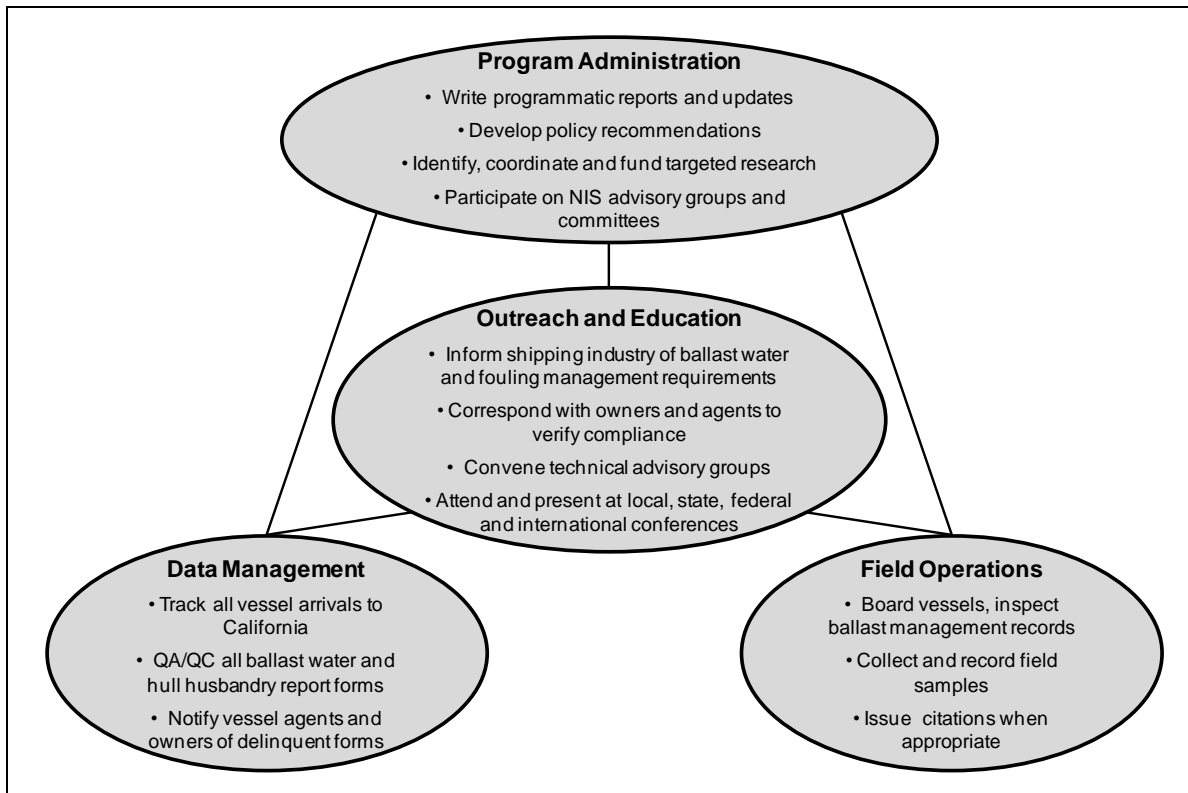 Program Administration
• Write programmatic reports and updates
• Develop policy recommendations
• Identify, coordinate and fund targeted research
• Participate on NIS advisory groups and
committees
Outreach and Education
• Inform shipping industry of ballast water
and fouling management requirements
• Correspond with owners and agents to
verify compliance
• Convene technical advisory groups
• Attend and present at local, state, federal
and international conferences
Data Management
• Track all vessel arrivals to
California
• QA/QC all ballast water and
hull husbandry report forms
• Notify vessel agents and
owners of delinquent forms
Field Operations
• Board vessels, inspect
ballast management records
• Collect and record field
samples
• Issue citations when
appropriate